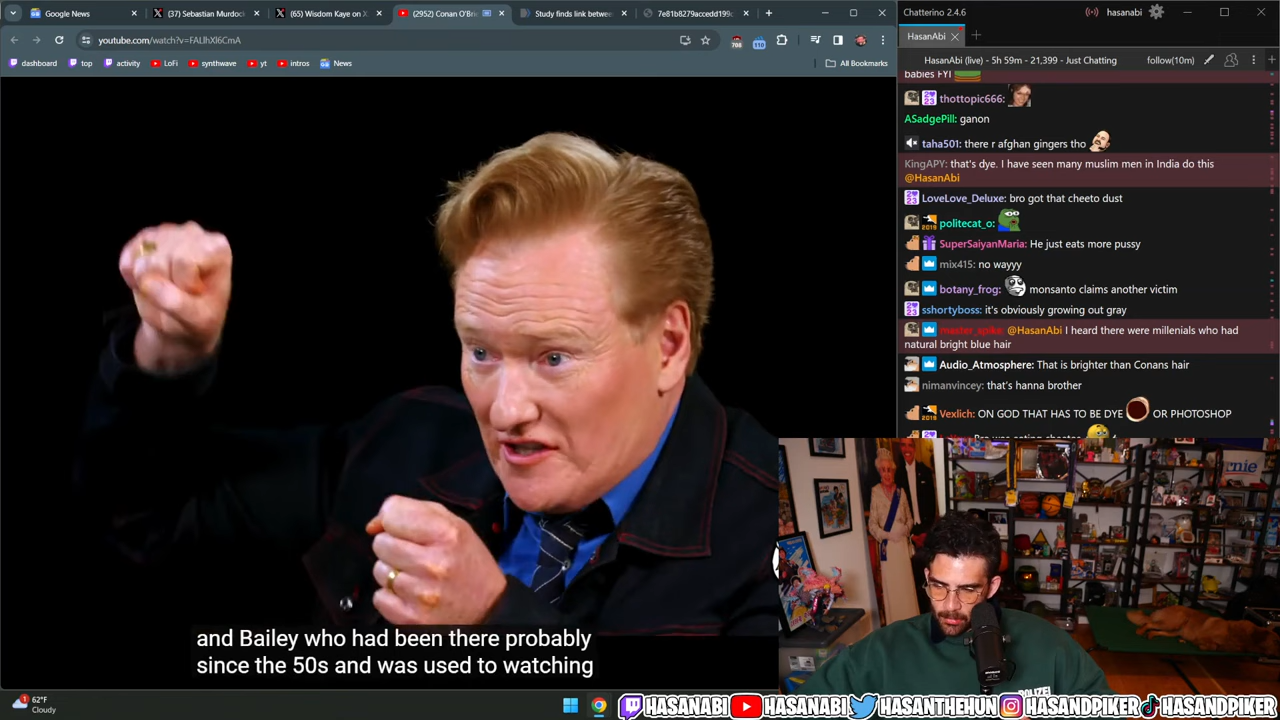 Google News
(37) Sebastian Murdoc
(65) Wisdom Kaye on X
(2952) Conan O'Brie
Study finds link betwee
7e81b8279accedd199
Chatterino 2.4.6
hasanabi
youtube.com/watch?v=FALlhXl6CmA
708
110
HasanAbi
dashboard
top
activity
LoFi
synthwave
yt
intros
News
All Bookmarks
HasanAbi (live) - 5h 59m - 21,399 - Just Chatting
follow(10m)
babies FYI
thottopic666:
ASadgePill: ganon
taha501: there r afghan gingers tho
KingAPY: that's dye. I have seen many muslim men in India do this
@HasanAbi
LoveLove_Deluxe: bro got that cheeto dust
politecat_o:
SuperSaiyanMaria: He just eats more pussy
mix415: no wayyy
botany_frog: monsanto claims another victim
sshortyboss: it's obviously growing out gray
master_spike: @HasanAbi I heard there were millenials who had
natural bright blue hair
Audio_Atmosphere: That is brighter than Conans hair
nimanvincey: that's hanna brother
Vexlich: ON GOD THAT HAS TO BE DYE OR PHOTOSHOP
and Bailey who had been there probably
since the 50s and was used to watching
62°F
Cloudy
HASANABI
HASANABI
HASANTHEHUN
HASANDPIKER
HASANDPIKER